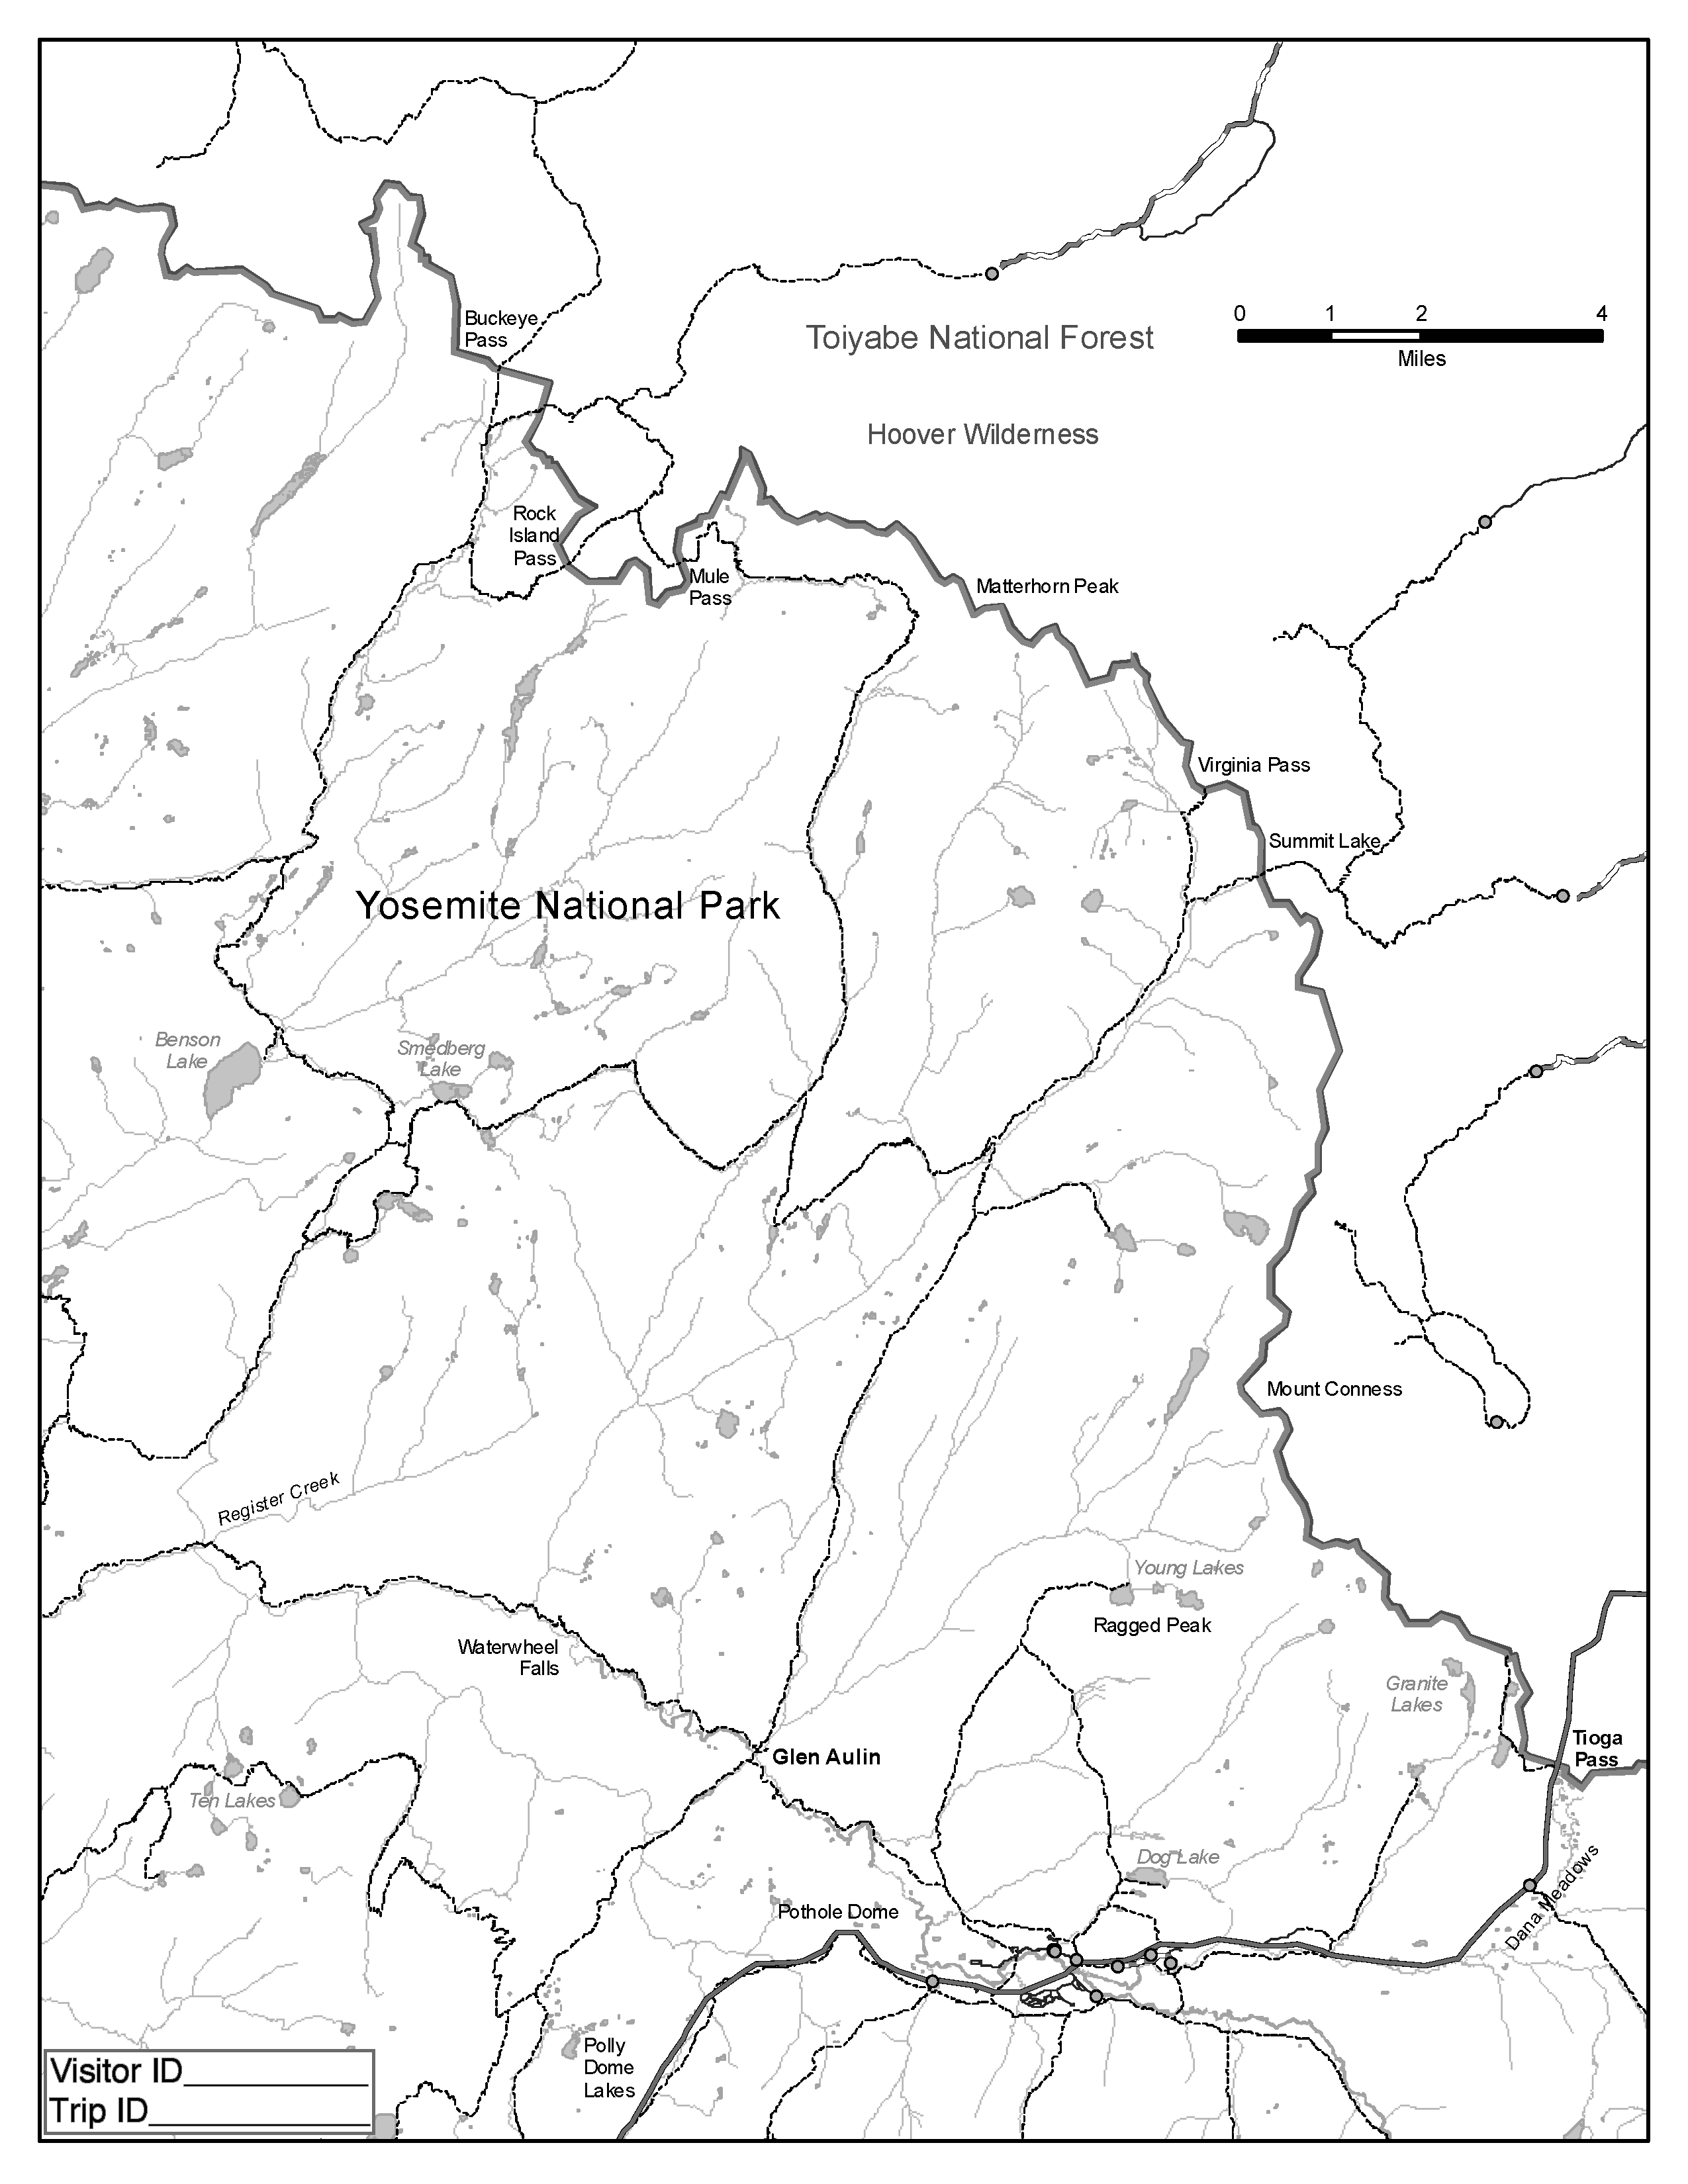 Buckeye
Pass
Toiyabe National Forest
0 1 2 4
Miles
Hoover Wilderness
Rock
Island
Pass
Mule
Pass
Matterhorn Peak
Virginia Pass
Summit Lake
Yosemite National Park
Benson
Lake
Smedberg
Lake
Mount Conness
Register Creek
Young Lakes
Ragged Peak
Waterwheel
Falls
Granite
Lakes
Tioga
Pass
Glen Aulin
Ten Lakes
Dog Lake
Pothole Dome
Dana Meadows
Polly
Dome
Lakes
Visitor ID__________
Trip ID____________